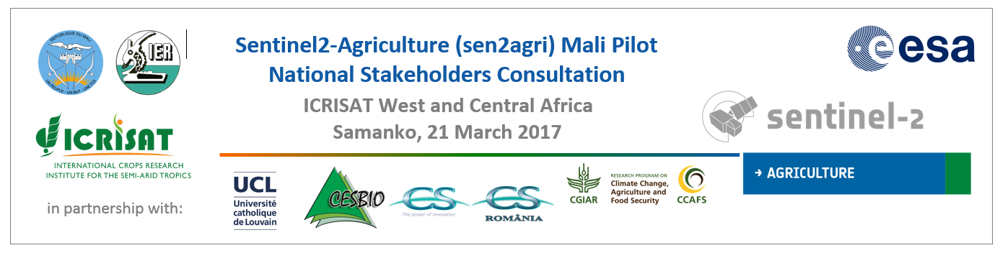 REPUBLIQUE DU MALI
UN PEUPLE - UN BUT - UNE FOI
IER
Sentinel2-Agriculture (sen2agri) Mali Pilot
National Stakeholders Consultation
ICRISAT West and Central Africa
Samanko, 21 March 2017
esa
sentinel-2
→ AGRICULTURE
ICRISAT
INTERNATIONAL CROPS RESEARCH
INSTITUTE FOR THE SEMI-ARID TROPICS
in partnership with:
UCL
Université
catholique
de Louvain
CESBIO
CS
The power of innovation
CS
ROMÂNIA
CGIAR
RESEARCH PROGRAM ON
Climate Change,
Agriculture and
Food Security
CCAFS